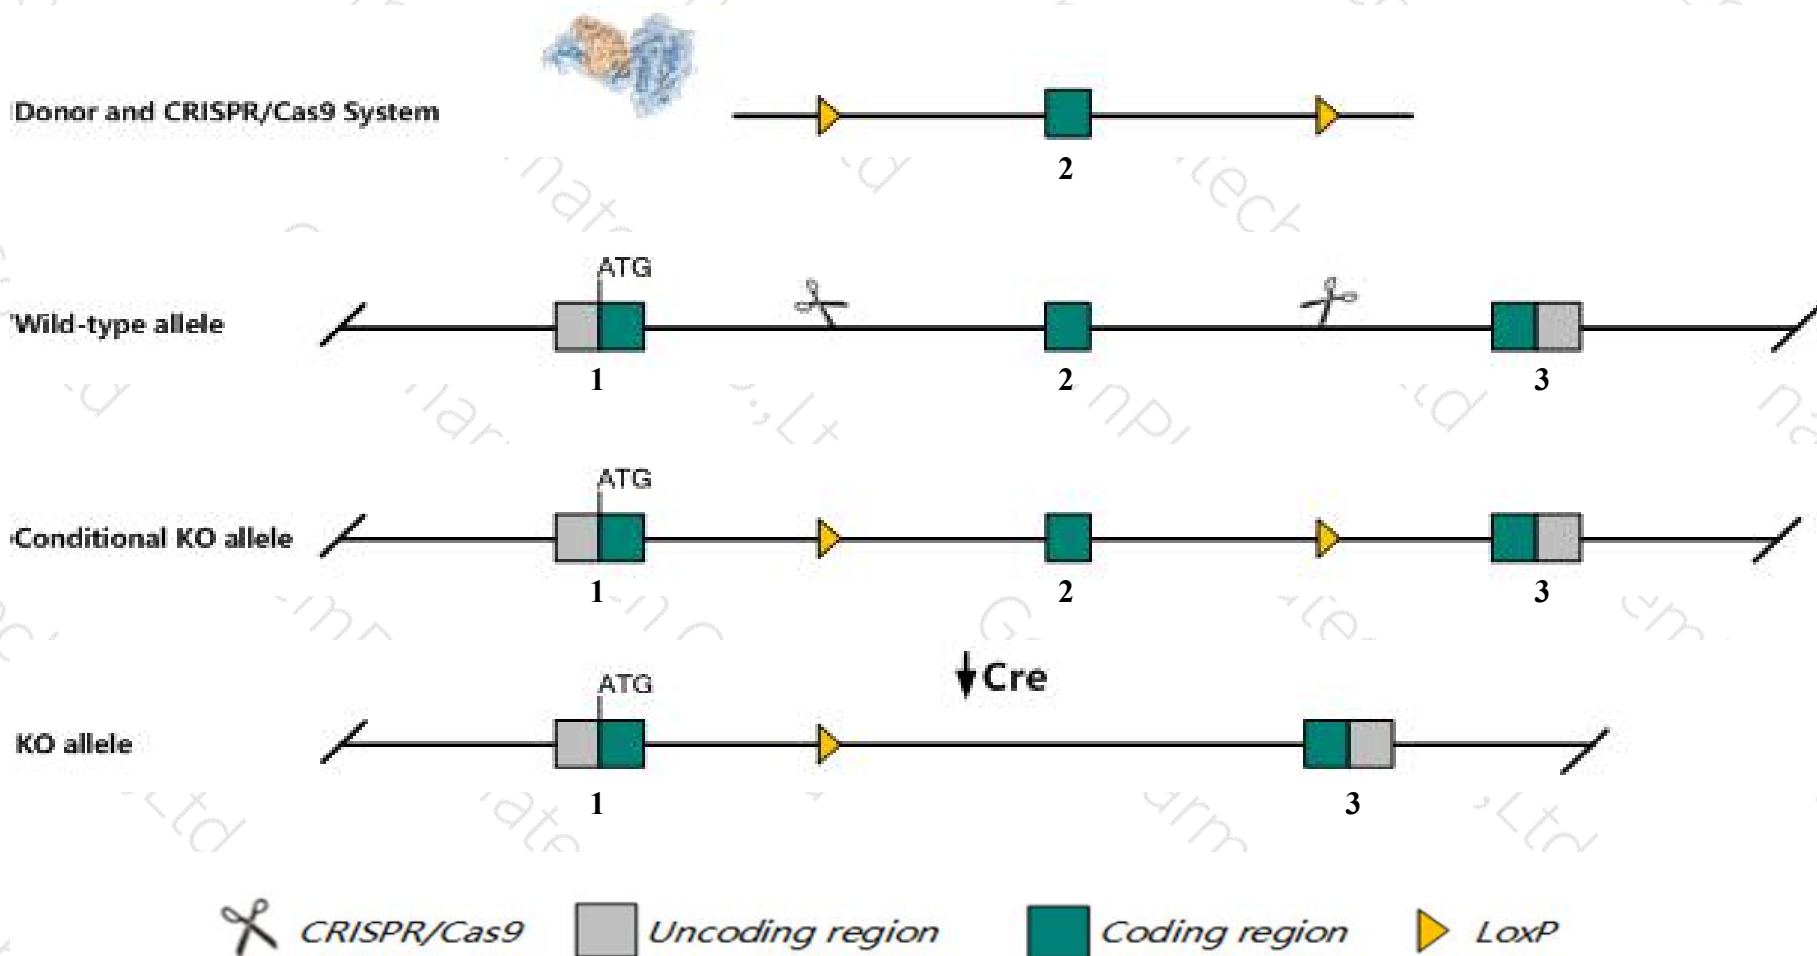 Donor and CRISPR/Cas9 System
2
ATG
Wild-type allele
1 2 3
ATG
Conditional KO allele
1 2 3
Cre
ATG
KO allele
1 3
CRISPR/Cas9 Uncoding region Coding region LoxP